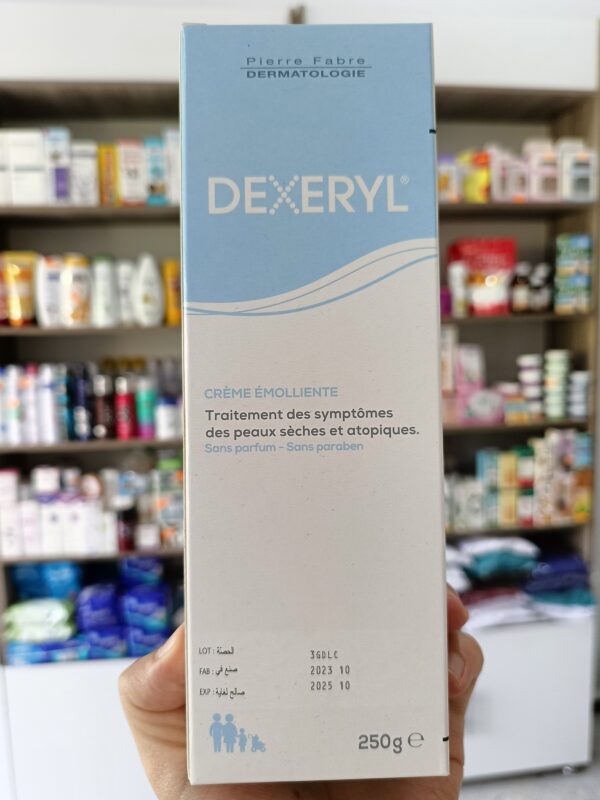 Pierre Fabre
DERMATOLOGIE
DEXERYL®
CRÈME ÉMOLLIENTE
Traitement des symptômes
des peaux sèches et atopiques.
Sans parfum - Sans paraben
LOT : الحصة 3GDLC
FAB : صنع في 2023 10
EXP : صالح لغاية 2025 10
250g ℮